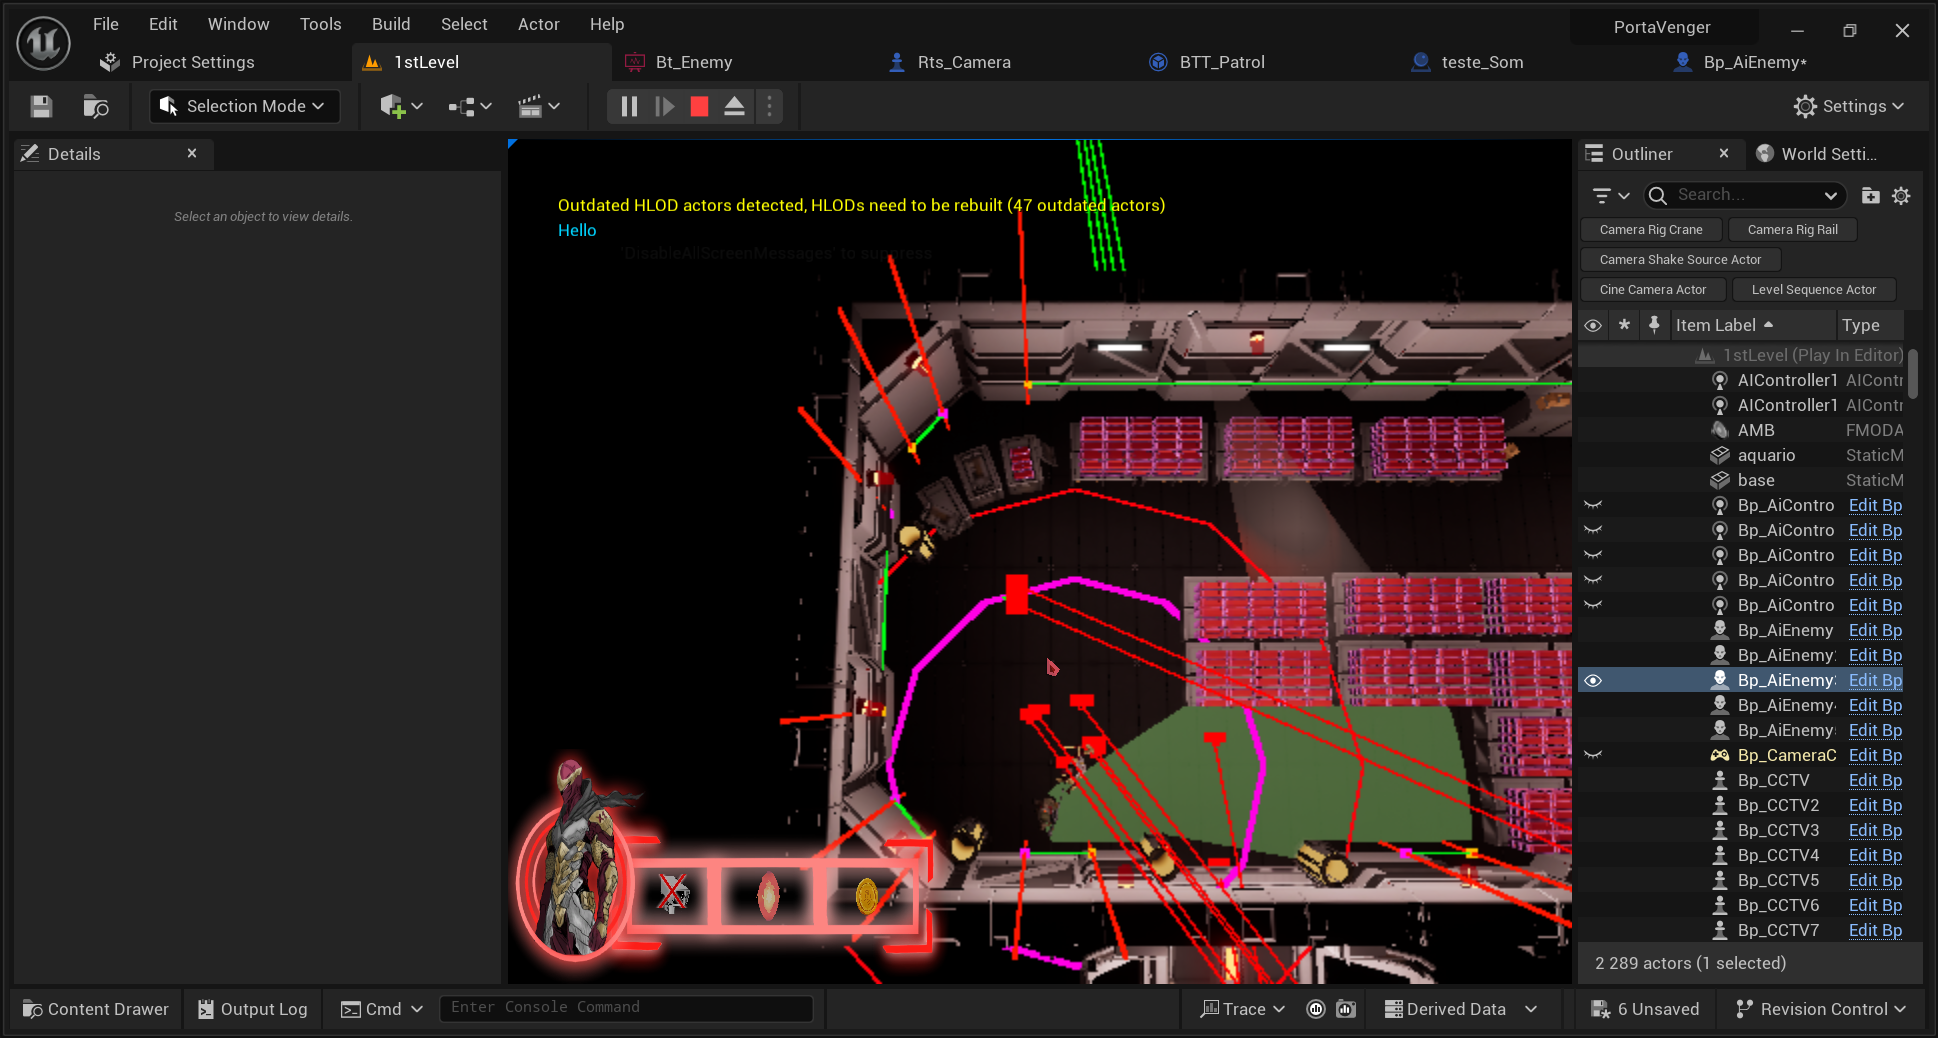 File Edit Window Tools Build Select Actor Help
PortaVenger
Project Settings
1stLevel
Bt_Enemy
Rts_Camera
BTT_Patrol
teste_Som
Bp_AiEnemy*
Selection Mode
Settings
Details
Outliner
World Setti...
Select an object to view details.
Outdated HLOD actors detected, HLODs need to be rebuilt (47 outdated actors)
Hello
'DisableAllScreenMessages' to suppress
Search...
Camera Rig Crane
Camera Rig Rail
Camera Shake Source Actor
Cine Camera Actor
Level Sequence Actor
Item Label Type
1stLevel (Play In Editor)
AIController1 AIContr
AIController1 AIContr
AMB FMODA
aquario StaticM
base StaticM
Bp_AiContro Edit Bp
Bp_AiContro Edit Bp
Bp_AiContro Edit Bp
Bp_AiContro Edit Bp
Bp_AiContro Edit Bp
Bp_AiEnemy Edit Bp
Bp_AiEnemy Edit Bp
Bp_AiEnemy Edit Bp
Bp_AiEnemy Edit Bp
Bp_AiEnemy Edit Bp
Bp_CameraC Edit Bp
Bp_CCTV Edit Bp
Bp_CCTV2 Edit Bp
Bp_CCTV3 Edit Bp
Bp_CCTV4 Edit Bp
Bp_CCTV5 Edit Bp
Bp_CCTV6 Edit Bp
Bp_CCTV7 Edit Bp
2 289 actors (1 selected)
Content Drawer
Output Log
Cmd
Enter Console Command
Trace
Derived Data
6 Unsaved
Revision Control